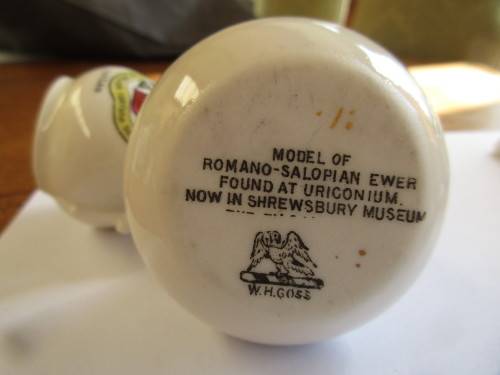 MODEL OF
ROMANO-SALOPIAN EWER
FOUND AT URICONIUM.
NOW IN SHREWSBURY MUSEUM
W.H.GOSS